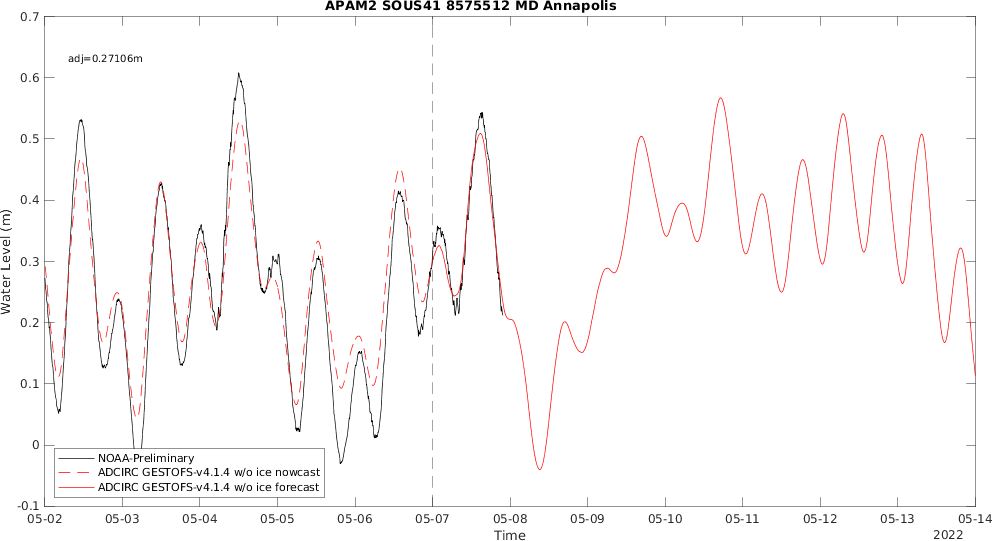 APAM2 SOUS41 8575512 MD Annapolis
adj=0.27106m
Water Level (m)
0.7
0.6
0.5
0.4
0.3
0.2
0.1
0
-0.1
NOAA-Preliminary
ADCIRC GESTOFS-v4.1.4 w/o ice nowcast
ADCIRC GESTOFS-v4.1.4 w/o ice forecast
05-02 05-03 05-04 05-05 05-06 05-07 05-08 05-09 05-10 05-11 05-12 05-13 05-14
Time
2022